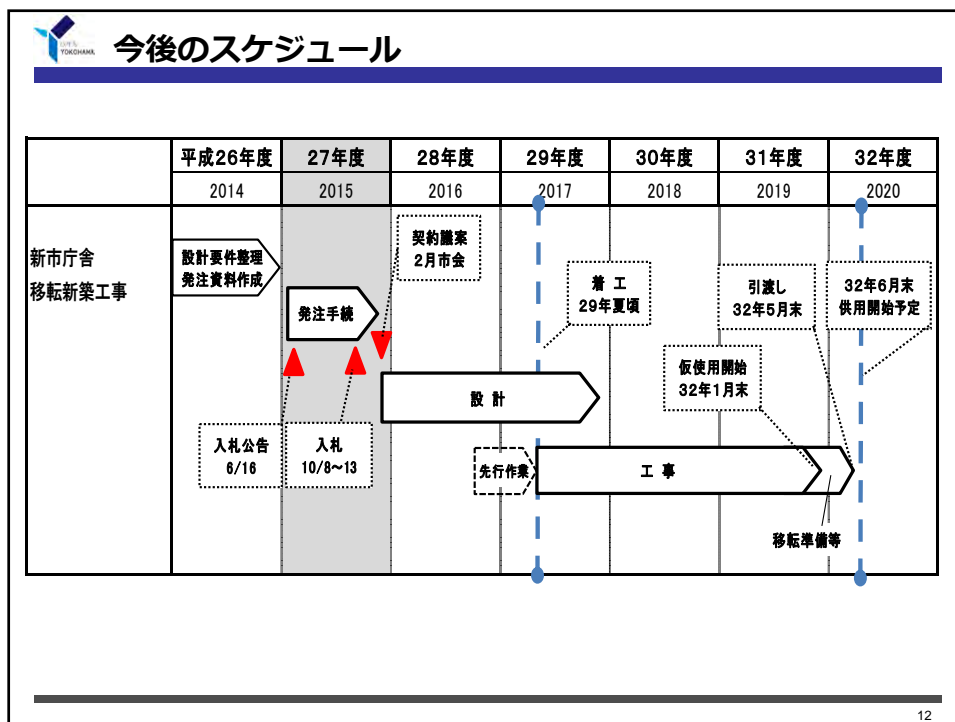 YOKOHAMA
今後のスケジュール
平成26年度 27年度 28年度 29年度 30年度 31年度 32年度
2014 2015 2016 2017 2018 2019 2020
新市庁舎
移転新築工事
設計要件整理
発注資料作成
発注手続
契約議案
2月市会
着 工
29年夏頃
引渡し
32年5月末
32年6月末
供用開始予定
仮使用開始
32年1月末
設 計
入札公告
6/16
入札
10/8~13
先行作業
工 事
移転準備等
12